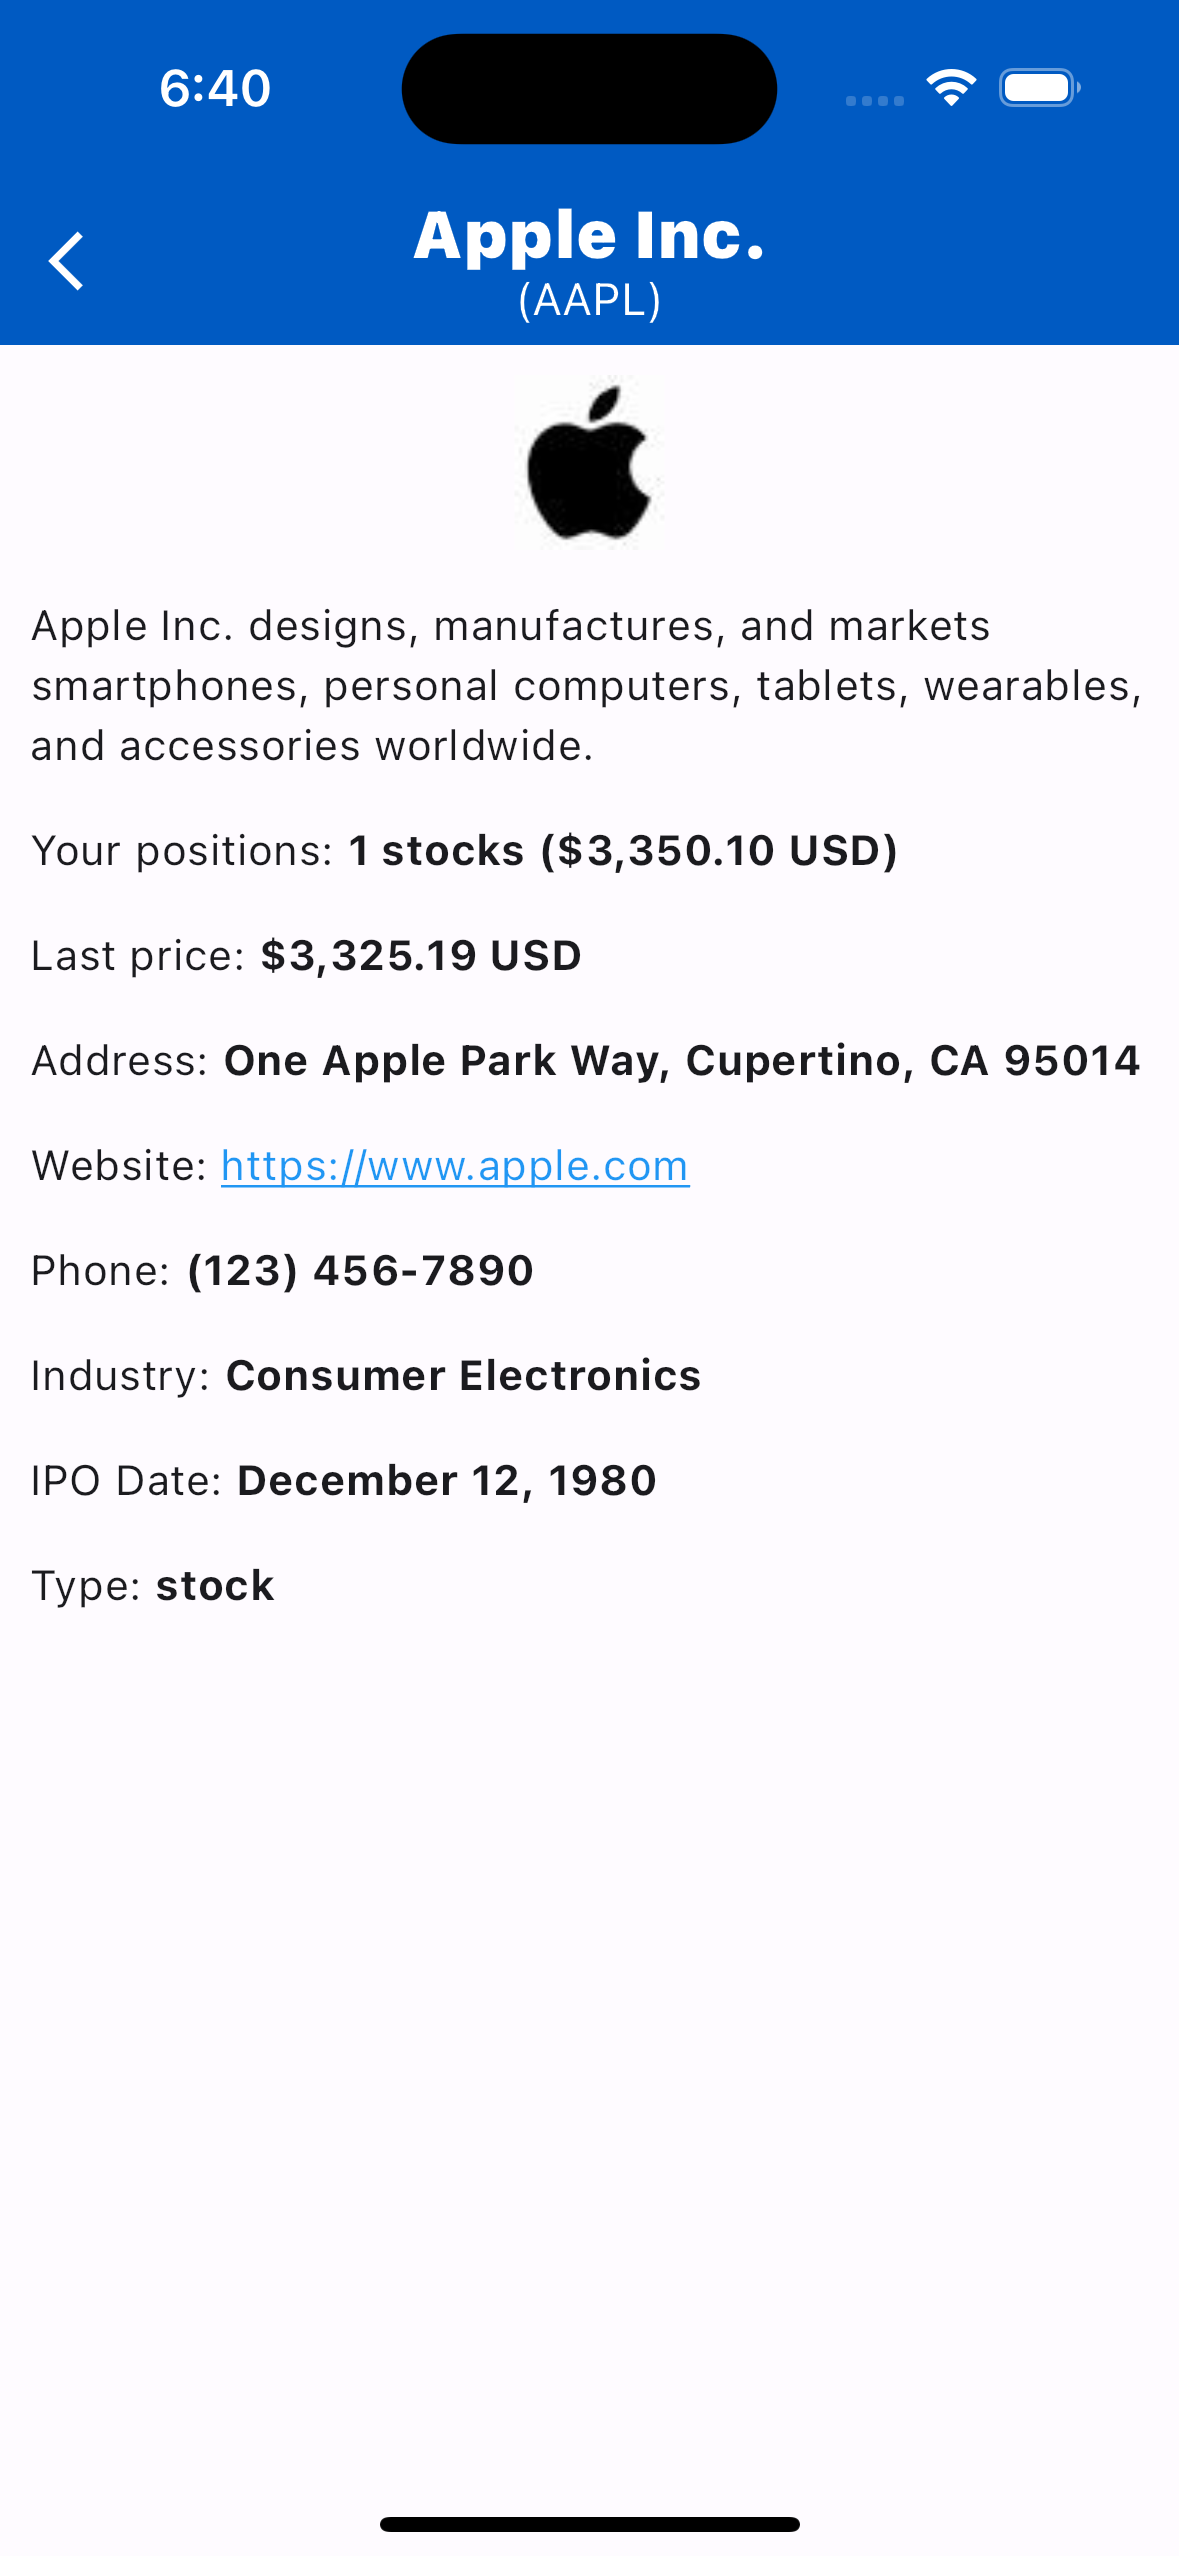 6:40
Apple Inc.
(AAPL)
Apple Inc. designs, manufactures, and markets
smartphones, personal computers, tablets, wearables,
and accessories worldwide.
Your positions: 1 stocks ($3,350.10 USD)
Last price: $3,325.19 USD
Address: One Apple Park Way, Cupertino, CA 95014
Website: https://www.apple.com
Phone: (123) 456-7890
Industry: Consumer Electronics
IPO Date: December 12, 1980
Type: stock